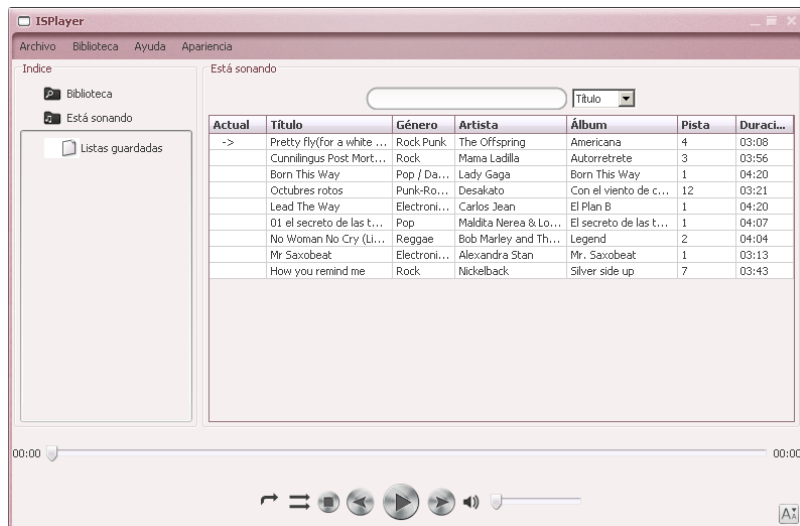 ISPlayer
Archivo Biblioteca Ayuda Apariencia
Indice
Biblioteca
Está sonando
Listas guardadas
Está sonando
Título
Actual Título Género Artista Álbum Pista Duraci...
-> Pretty fly(for a white ... Rock Punk The Offspring Americana 4 03:08
Cunnilingus Post Mort... Rock Mama Ladilla Autorretrete 3 03:56
Born This Way Pop / Da... Lady Gaga Born This Way 1 04:20
Octubres rotos Punk-Ro... Desakato Con el viento de c... 12 03:21
Lead The Way Electroni... Carlos Jean El Plan B 1 04:20
01 el secreto de las t... Pop Maldita Nerea & Lo... El secreto de las t... 1 04:07
No Woman No Cry (Li... Reggae Bob Marley and Th... Legend 2 04:04
Mr Saxobeat Electroni... Alexandra Stan Mr. Saxobeat 1 03:13
How you remind me Rock Nickelback Silver side up 7 03:43
00:00 00:00